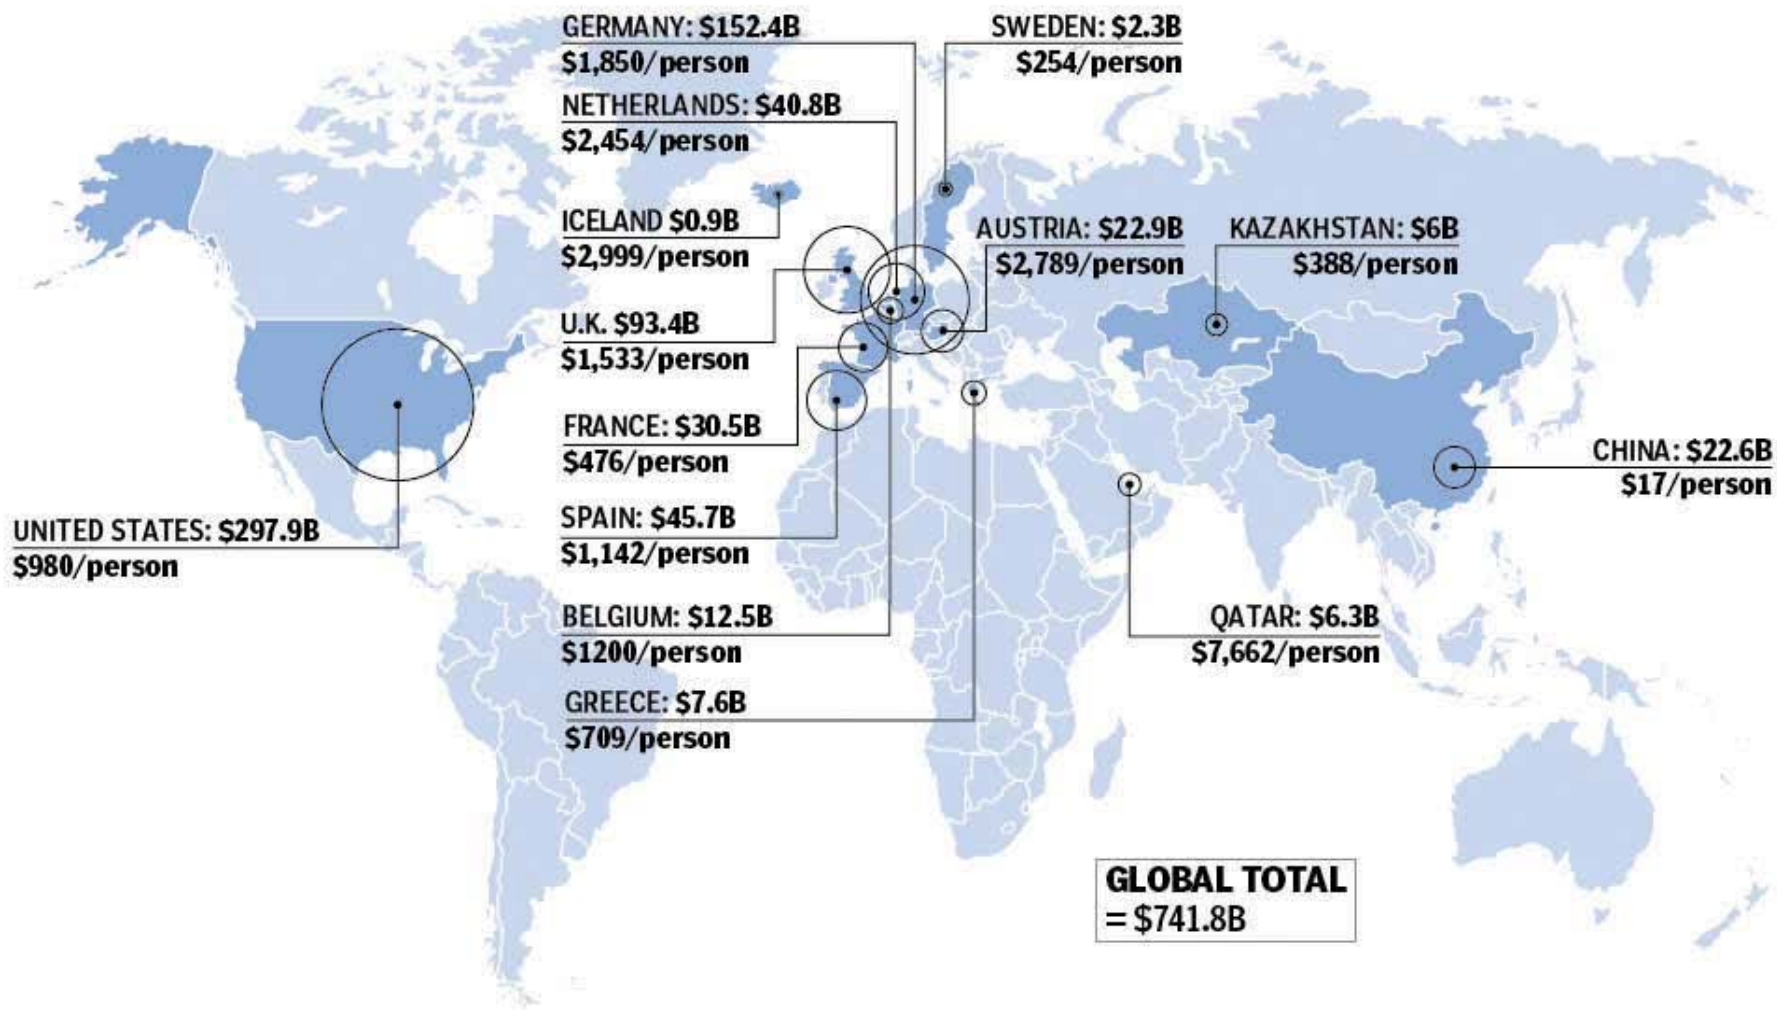 GERMANY: $152.4B
$1,850/person
NETHERLANDS: $40.8B
$2,454/person
ICELAND $0.9B
$2,999/person
U.K. $93.4B
$1,533/person
FRANCE: $30.5B
$476/person
SPAIN: $45.7B
$1,142/person
BELGIUM: $12.5B
$1200/person
GREECE: $7.6B
$709/person
UNITED STATES: $297.9B
$980/person
SWEDEN: $2.3B
$254/person
AUSTRIA: $22.9B
$2,789/person
KAZAKHSTAN: $6B
$388/person
CHINA: $22.6B
$17/person
QATAR: $6.3B
$7,662/person
GLOBAL TOTAL
= $741.8B